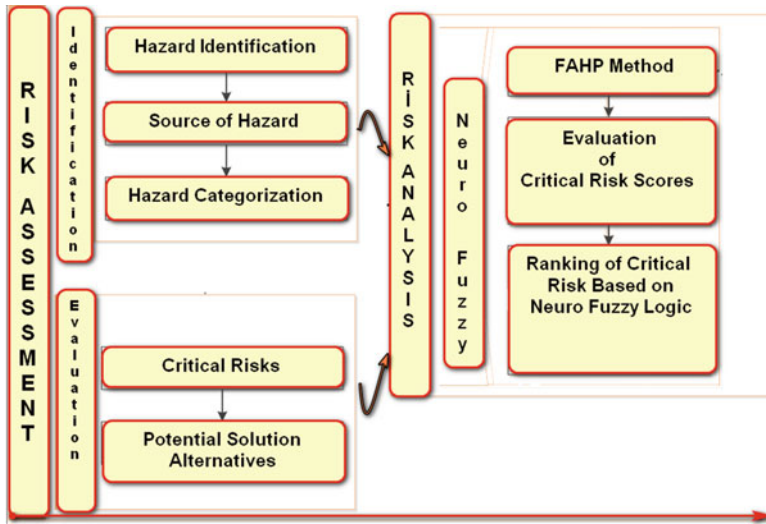 RISK ASSESSMENT
Identification
Hazard Identification
Source of Hazard
Hazard Categorization
Evaluation
Critical Risks
Potential Solution
Alternatives
RİSK ANALYSIS
Neuro Fuzzy
FAHP Method
Evaluation
of
Critical Risk Scores
Ranking of Critical
Risk Based on
Neuro Fuzzy Logic